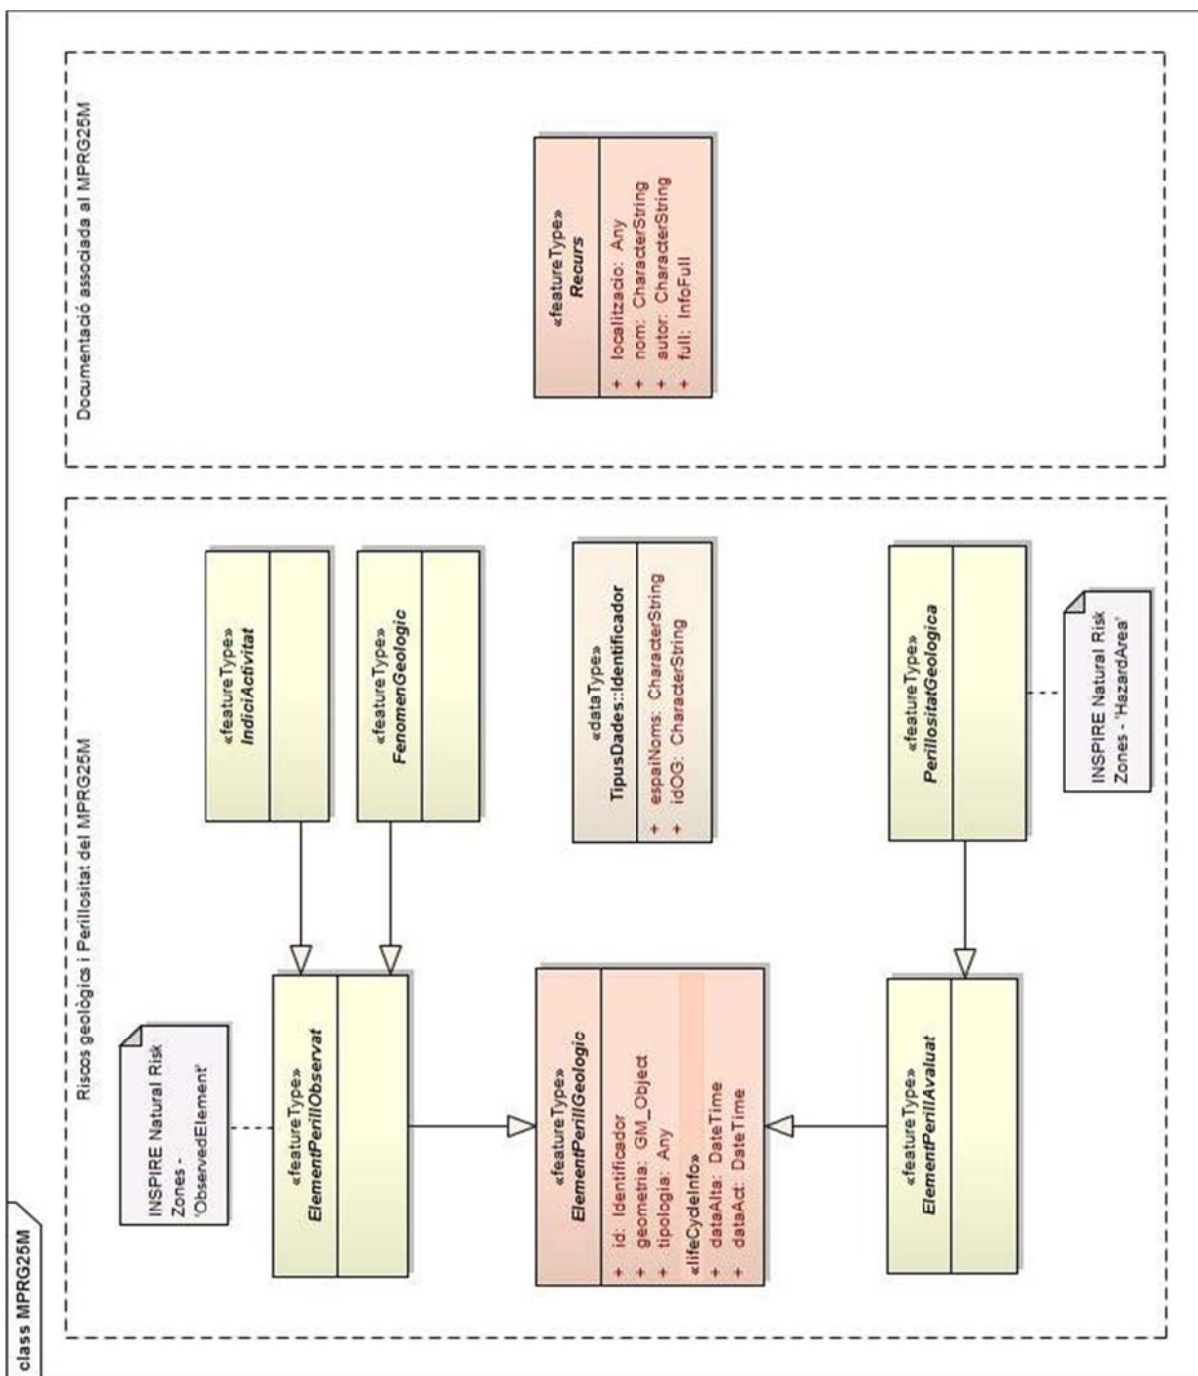 class MPRG25M
Riscos geològics i Perillositat del MPRG25M
INSPIRE Natural Risk
Zones -
'ObservedElement'
«featureType»
ElementPerillObservat
«featureType»
IndiciActivitat
«featureType»
FenomenGeologic
«featureType»
ElementPerillGeologic
+ id: Identificador
+ geometria: GM_Object
+ tipologia: Any
«lifeCycleInfo»
+ dataAlta: DateTime
+ dataAct: DateTime
«dataType»
TipusDades::Identificador
+ espaiNoms: CharacterString
+ idOG: CharacterString
«featureType»
ElementPerillAvaluat
«featureType»
PerillositatGeologica
INSPIRE Natural Risk
Zones - 'HazardArea'
Documentació associada al MPRG25M
«featureType»
Recurs
+ localitzacio: Any
+ nom: CharacterString
+ autor: CharacterString
+ full: InfoFull